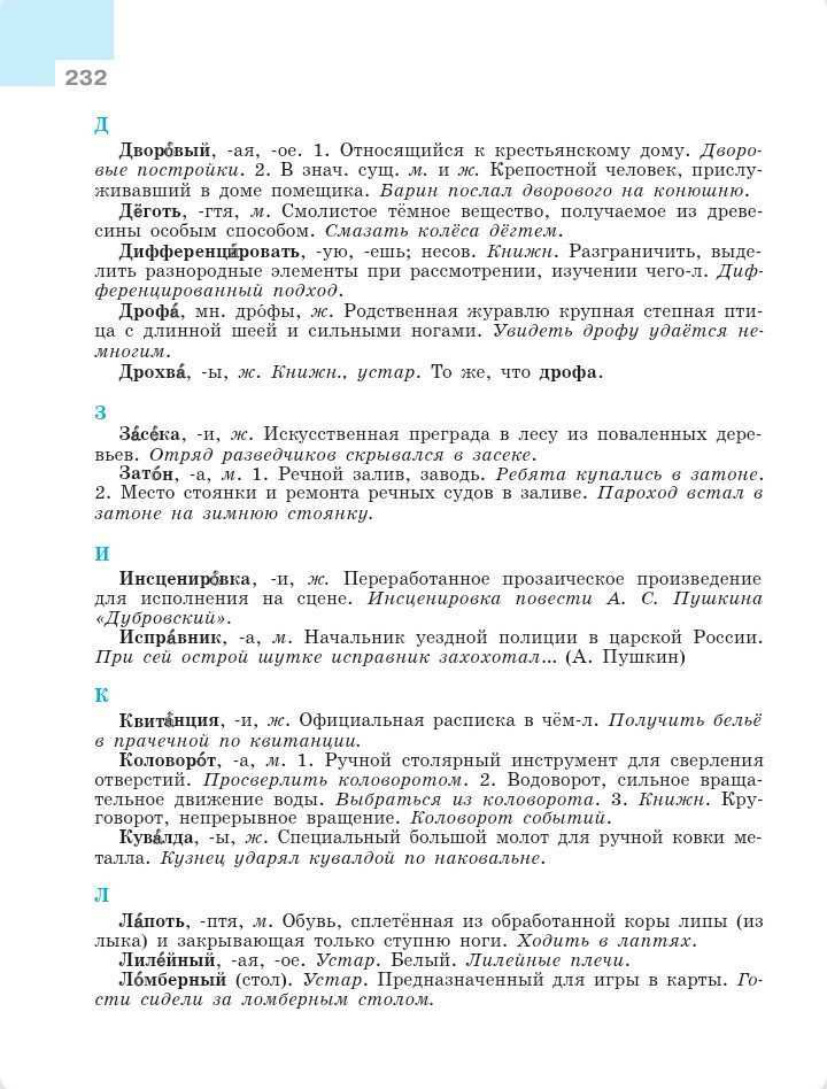 232
Д
Дворо́вый, -ая, -ое. 1. Относящийся к крестьянскому дому. Дворо-
вые постройки. 2. В знач. сущ. м. и ж. Крепостной человек, прислу-
живавший в доме помещика. Барин послал дворового на конюшню.
Дёготь, -гтя, м. Смолистое тёмное вещество, получаемое из древе-
сины особым способом. Смазать колёса дёгтем.
Дифференци́ровать, -ую, -ешь; несов. Книжн. Разграничить, выде-
лить разнородные элементы при рассмотрении, изучении чего-л. Диф-
ференцированный подход.
Дрофа́, мн. дро́фы, ж. Родственная журавлю крупная степная пти-
ца с длинной шеей и сильными ногами. Увидеть дрофу удаётся не-
многим.
Дрохва́, -ы, ж. Книжн., устар. То же, что дрофа.
З
За́се́ка, -и, ж. Искусственная преграда в лесу из поваленных дере-
вьев. Отряд разведчиков скрывался в засеке.
Зато́н, -а, м. 1. Речной залив, заводь. Ребята купались в затоне.
2. Место стоянки и ремонта речных судов в заливе. Пароход встал в
затоне на зимнюю стоянку.
И
Инсцениро́вка, -и, ж. Переработанное прозаическое произведение
для исполнения на сцене. Инсценировка повести А. С. Пушкина
«Дубровский».
Испра́вник, -а, м. Начальник уездной полиции в царской России.
При сей острой шутке исправник захохотал... (А. Пушкин)
К
Квита́нция, -и, ж. Официальная расписка в чём-л. Получить бельё
в прачечной по квитанции.
Коловоро́т, -а, м. 1. Ручной столярный инструмент для сверления
отверстий. Просверлить коловоротом. 2. Водоворот, сильное враща-
тельное движение воды. Выбраться из коловорота. 3. Книжн. Кру-
говорот, непрерывное вращение. Коловорот событий.
Кува́лда, -ы, ж. Специальный большой молот для ручной ковки ме-
талла. Кузнец ударял кувалдой по наковальне.
Л
Ла́поть, -птя, м. Обувь, сплетённая из обработанной коры липы (из
лыка) и закрывающая только ступню ноги. Ходить в лаптях.
Лиле́йный, -ая, -ое. Устар. Белый. Лилейные плечи.
Ло́мберный (стол). Устар. Предназначенный для игры в карты. Го-
сти сидели за ломберным столом.